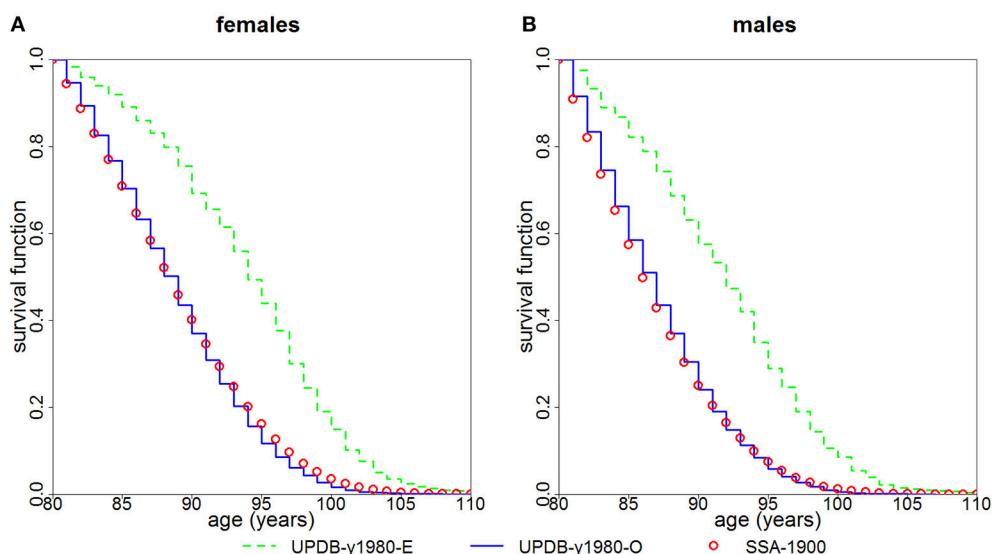 A females
B males
1.0
0.8
0.6
0.4
0.2
0.0
survival function
80 85 90 95 100 105 110
age (years)
1.0
0.8
0.6
0.4
0.2
0.0
survival function
80 85 90 95 100 105 110
age (years)
UPDB-y1980-E UPDB-y1980-O SSA-1900